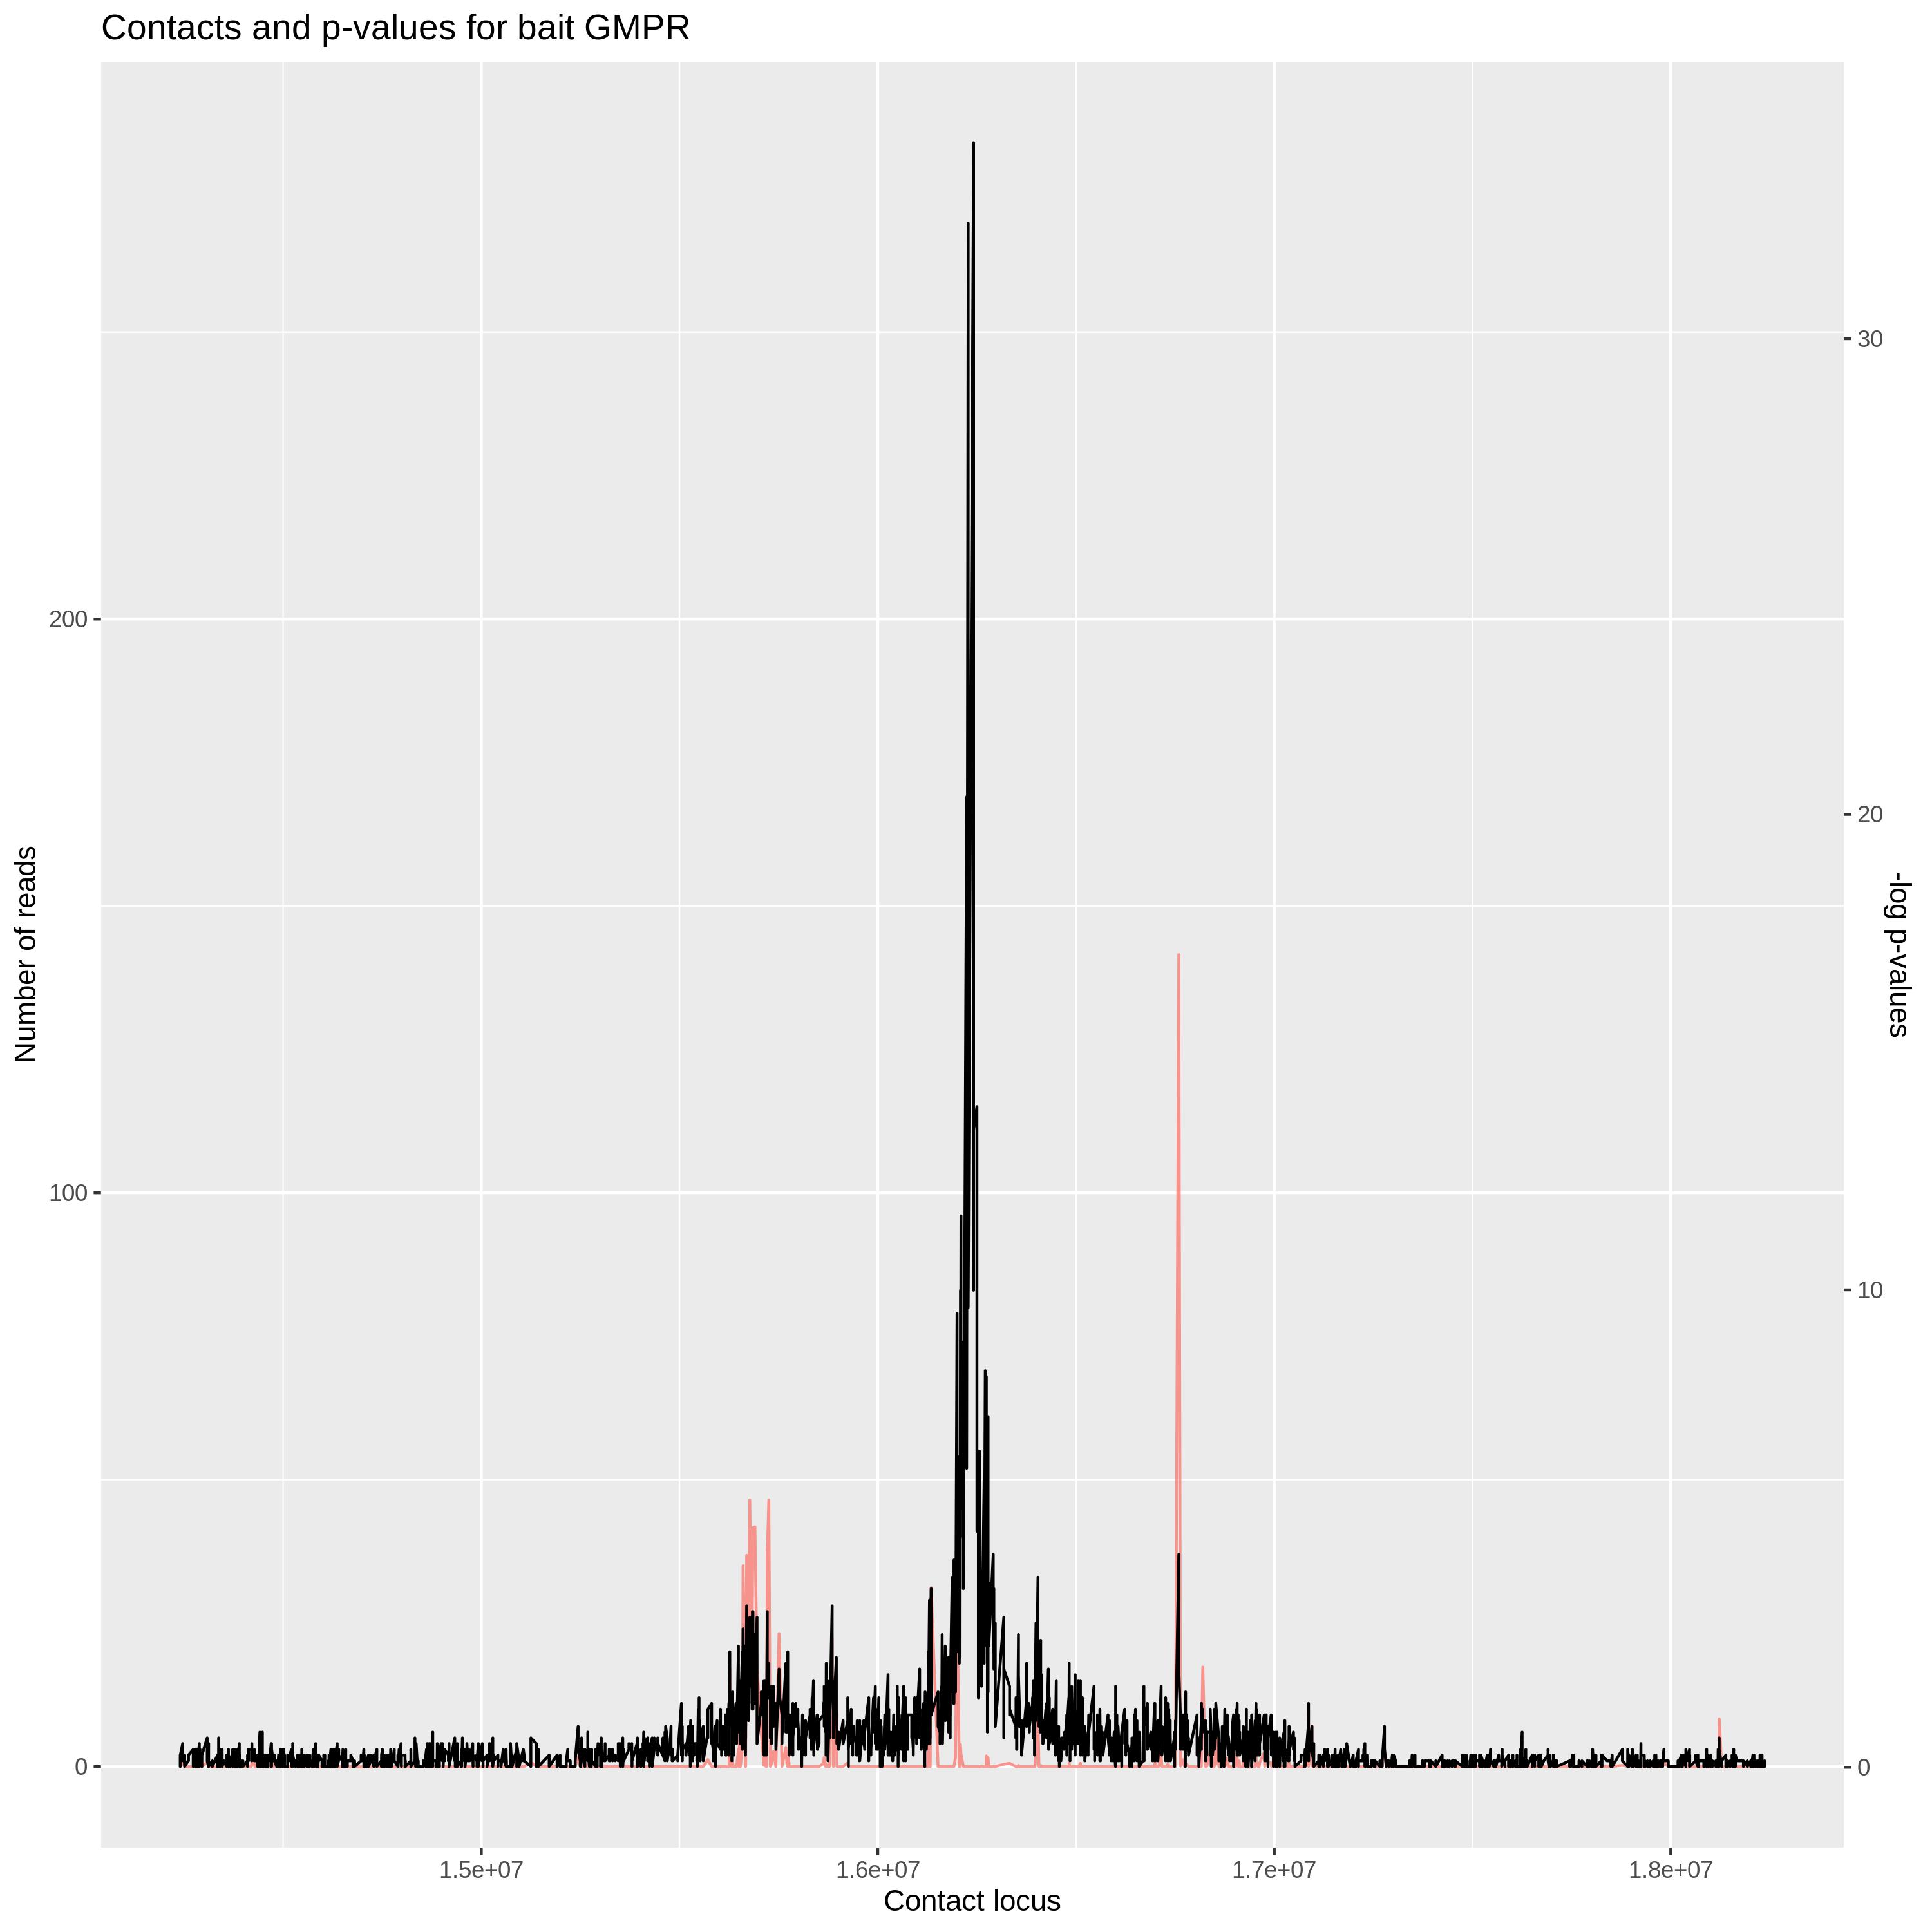 Contacts and p-values for bait GMPR
Number of reads
200
100
0
30
20
10
0
-log p-values
1.5e+07
1.6e+07
1.7e+07
1.8e+07
Contact locus